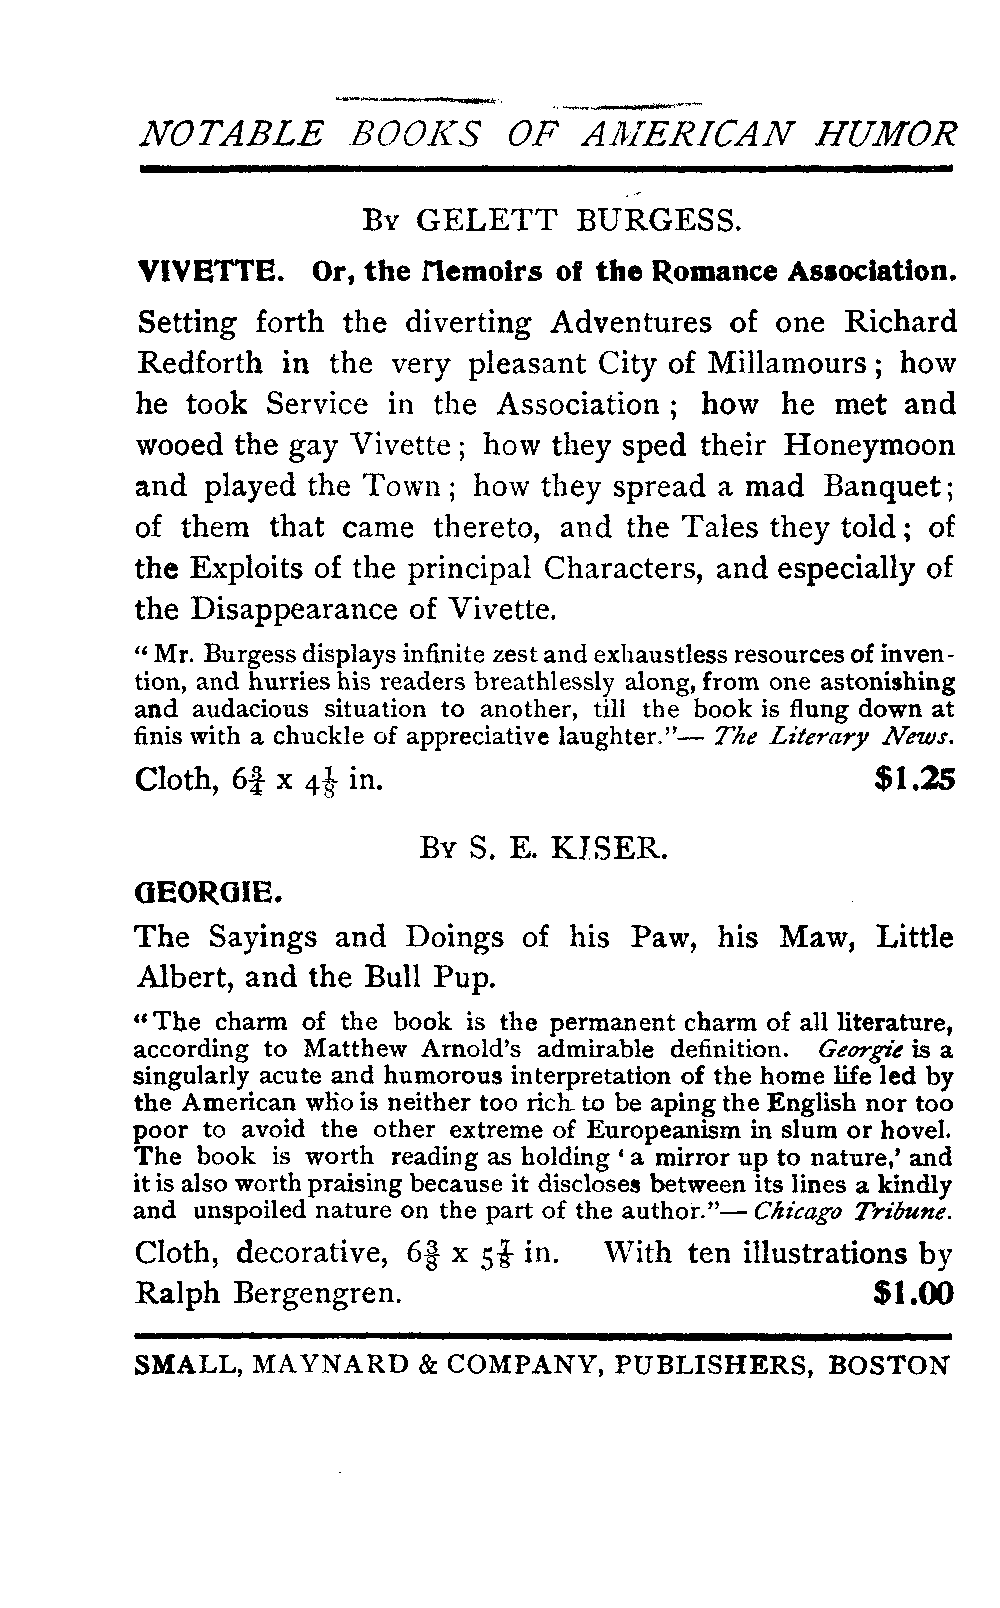 NOTABLE BOOKS OF AMERICAN HUMOR
By GELETT BURGESS.
VIVETTE. Or, the Memoirs of the Romance Association.
Setting forth the diverting Adventures of one Richard
Redforth in the very pleasant City of Millamours; how
he took Service in the Association; how he met and
wooed the gay Vivette; how they sped their Honeymoon
and played the Town; how they spread a mad Banquet;
of them that came thereto, and the Tales they told; of
the Exploits of the principal Characters, and especially of
the Disappearance of Vivette.
“Mr. Burgess displays infinite zest and exhaustless resources of inven-
tion, and hurries his readers breathlessly along, from one astonishing
and audacious situation to another, till the book is flung down at
finis with a chuckle of appreciative laughter.”— The Literary News.
Cloth, 6¾ x 4⅛ in. $1.25
By S. E. KISER.
GEORGIE.
The Sayings and Doings of his Paw, his Maw, Little
Albert, and the Bull Pup.
“The charm of the book is the permanent charm of all literature,
according to Matthew Arnold’s admirable definition. Georgie is a
singularly acute and humorous interpretation of the home life led by
the American who is neither too rich to be aping the English nor too
poor to avoid the other extreme of Europeanism in slum or hovel.
The book is worth reading as holding ‘a mirror up to nature,’ and
it is also worth praising because it discloses between its lines a kindly
and unspoiled nature on the part of the author.”— Chicago Tribune.
Cloth, decorative, 6⅜ x 5⅞ in. With ten illustrations by
Ralph Bergengren. $1.00
SMALL, MAYNARD & COMPANY, PUBLISHERS, BOSTON